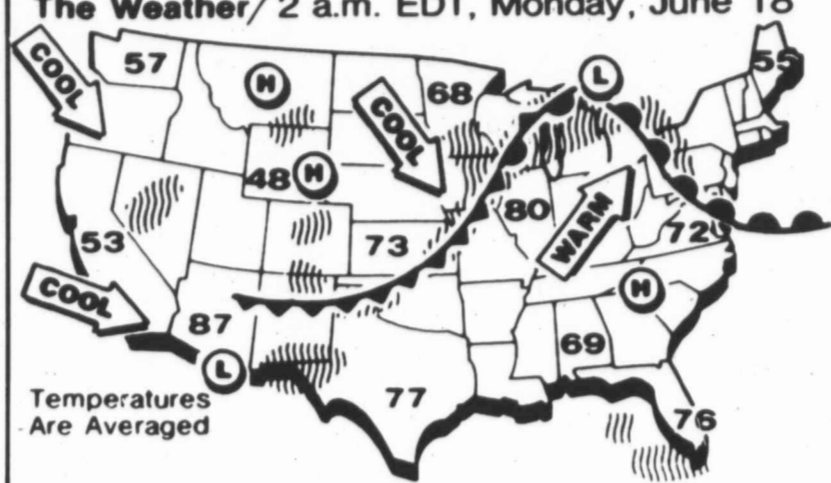 The Weather/ 2 a.m. EDT, Monday, June 18
COOL
57
H
COOL
68
L
55
48
H
53
73
80
WARM
72
COOL
87
H
L
69
77
76
Temperatures
Are Averaged